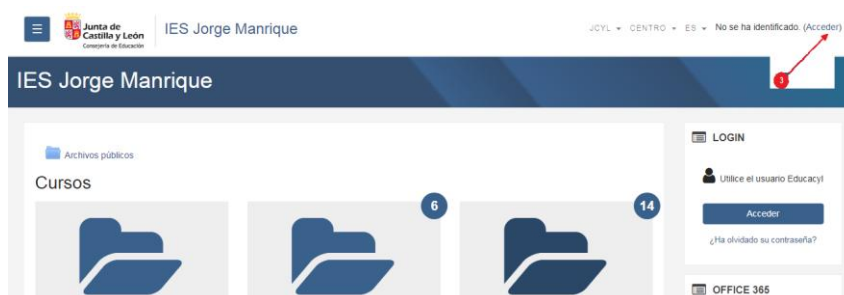 Junta de
Castilla y León
Consejería de Educación
IES Jorge Manrique
JCYL CENTRO ES No se ha identificado. (Acceder)
3
IES Jorge Manrique
Archivos públicos
Cursos
6
14
LOGIN
Utilice el usuario Educacyl
Acceder
¿Ha olvidado su contraseña?
OFFICE 365